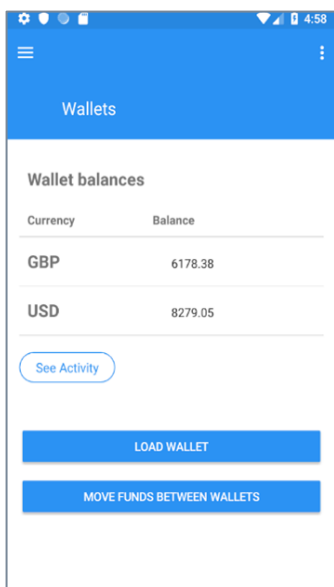 4:58
Wallets
Wallet balances
Currency Balance
GBP 6178.38
USD 8279.05
See Activity
LOAD WALLET
MOVE FUNDS BETWEEN WALLETS